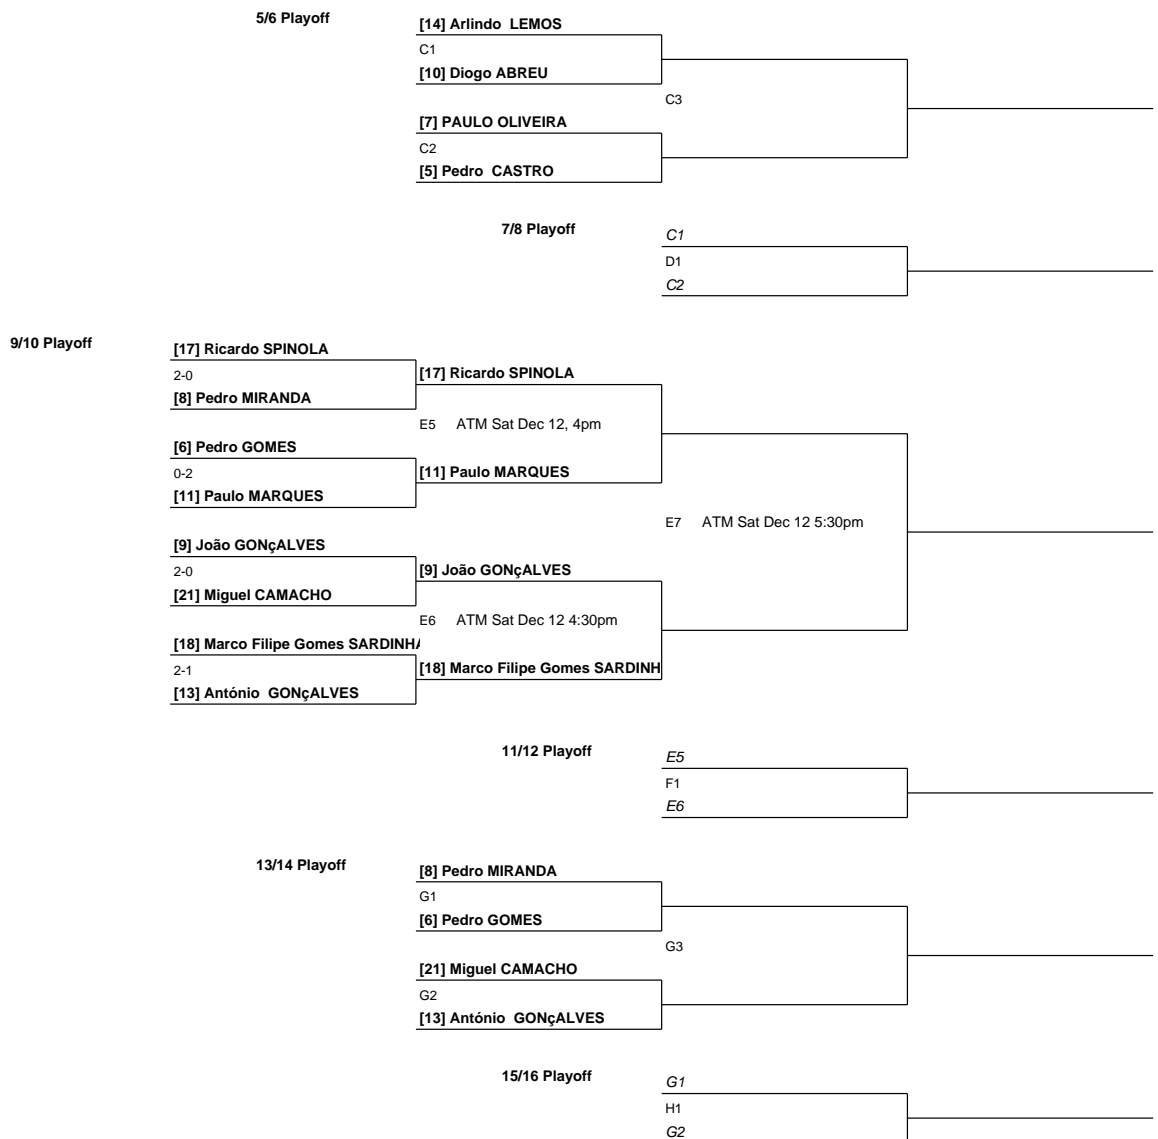 5/6 Playoff
[14] Arlindo  LEMOS
C1
[10] Diogo ABREU
C3
[7] PAULO OLIVEIRA
C2
[5] Pedro  CASTRO
7/8 Playoff
C1
D1
C2
9/10 Playoff
[17] Ricardo SPINOLA
2-0
[17] Ricardo SPINOLA
[8] Pedro MIRANDA
E5 ATM Sat Dec 12, 4pm
[6] Pedro GOMES
0-2
[11] Paulo MARQUES
[11] Paulo MARQUES
E7 ATM Sat Dec 12 5:30pm
[9] João GONçALVES
2-0
[9] João GONçALVES
[21] Miguel CAMACHO
E6 ATM Sat Dec 12 4:30pm
[18] Marco Filipe Gomes SARDINHA
2-1
[18] Marco Filipe Gomes SARDINH
[13] António  GONçALVES
11/12 Playoff
E5
F1
E6
13/14 Playoff
[8] Pedro MIRANDA
G1
[6] Pedro GOMES
G3
[21] Miguel CAMACHO
G2
[13] António  GONçALVES
15/16 Playoff
G1
H1
G2